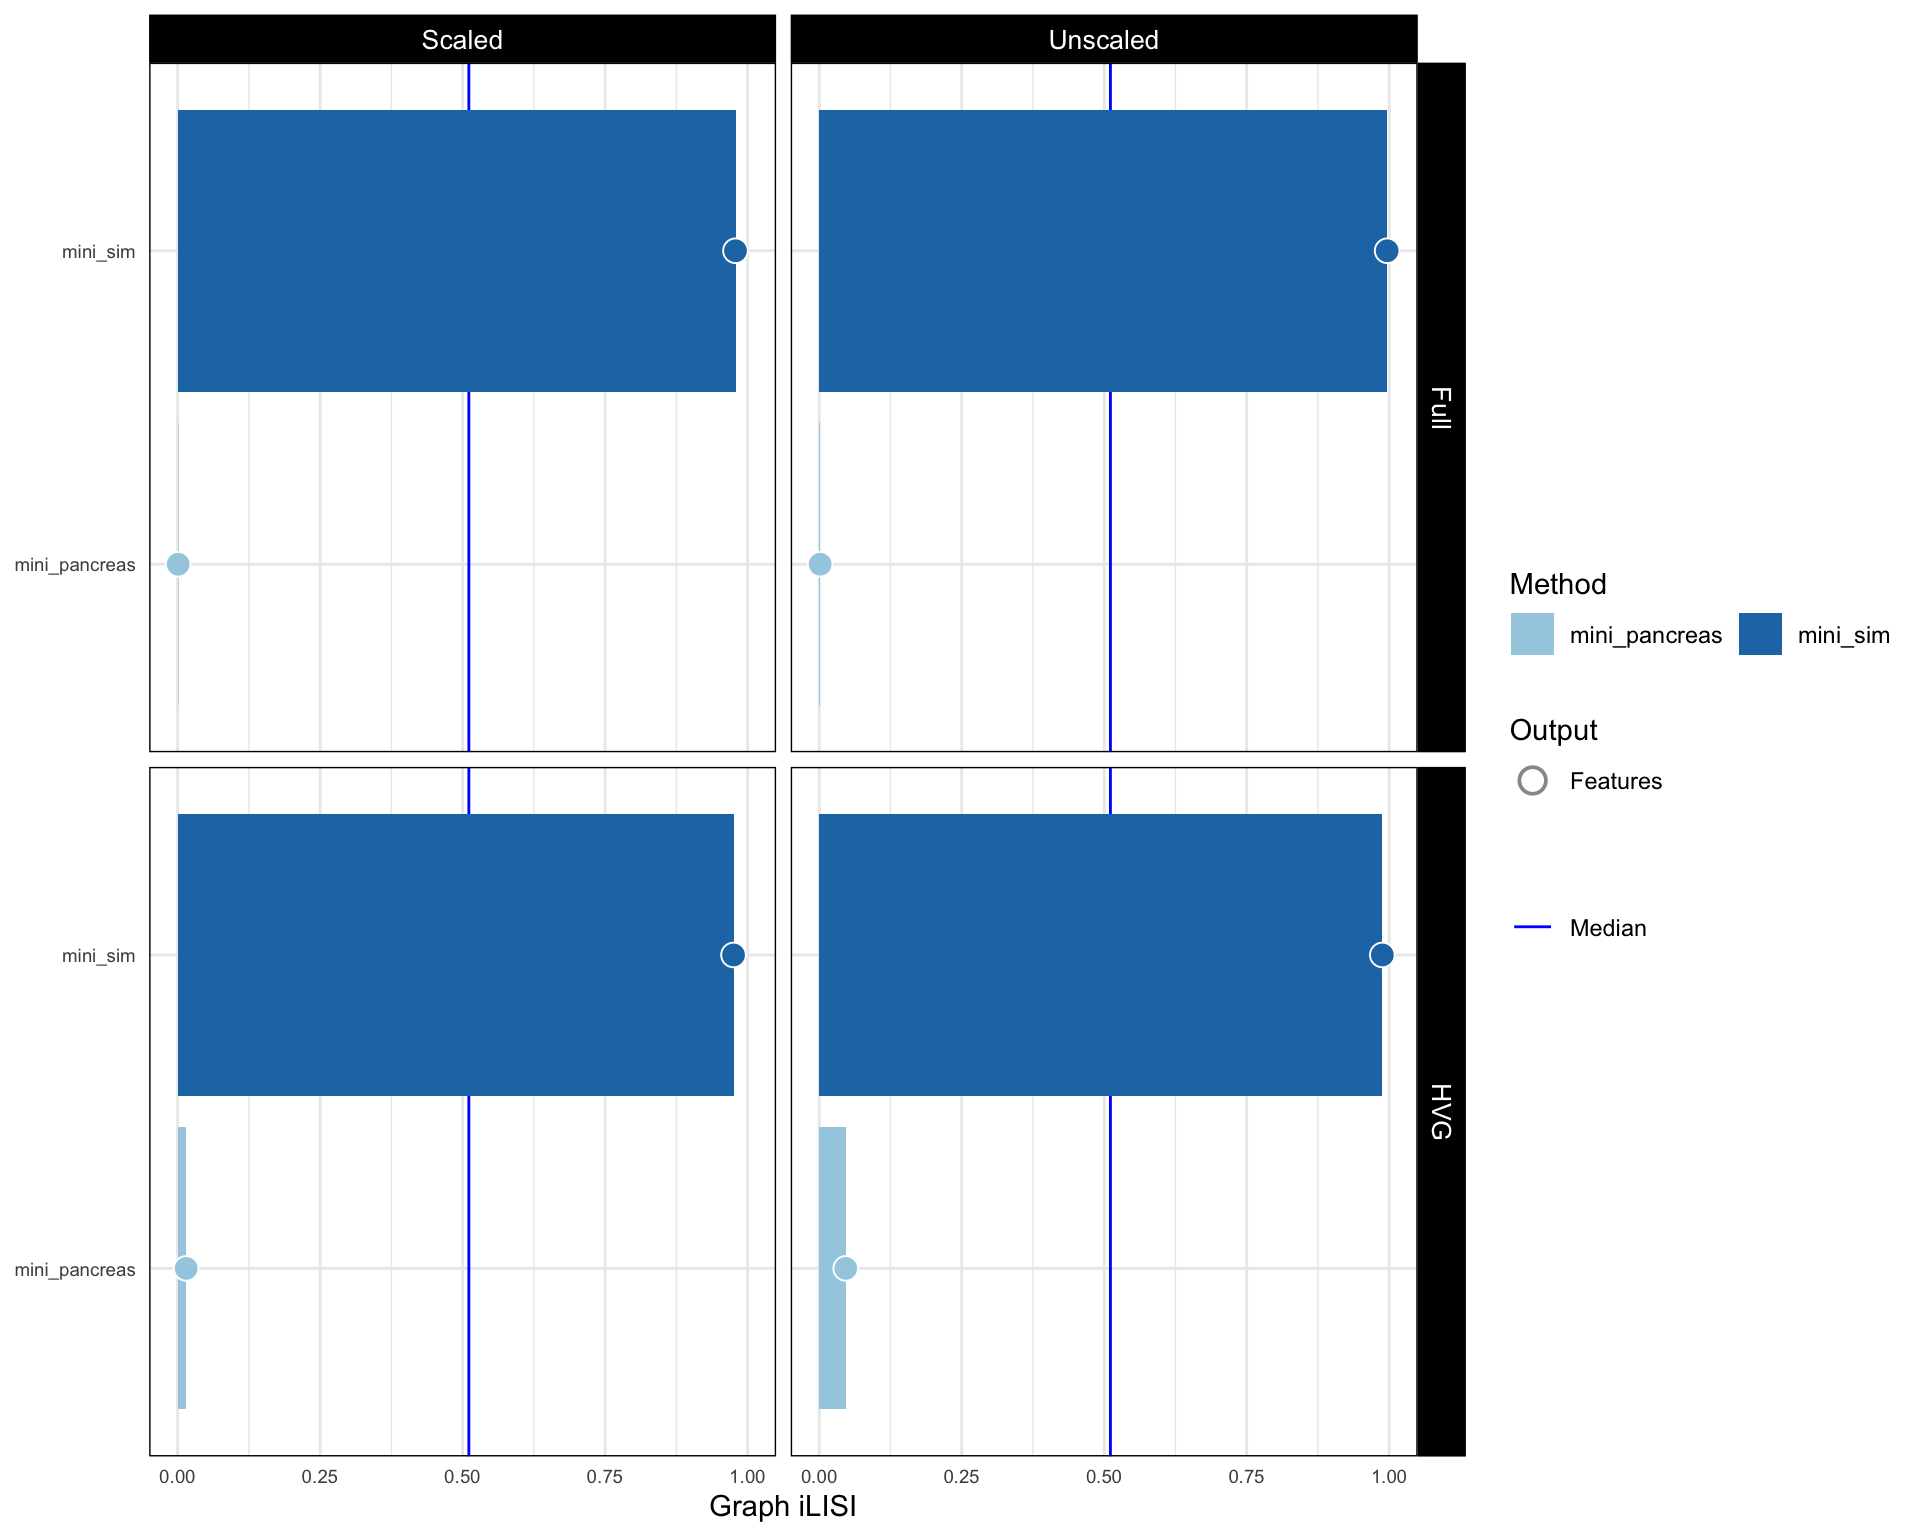 Scaled
Unscaled
mini_sim
mini_pancreas
Full
mini_sim
mini_pancreas
HVG
0.00 0.25 0.50 0.75 1.00
0.00 0.25 0.50 0.75 1.00
Graph iLISI
Method
mini_pancreas mini_sim
Output
Features
Median